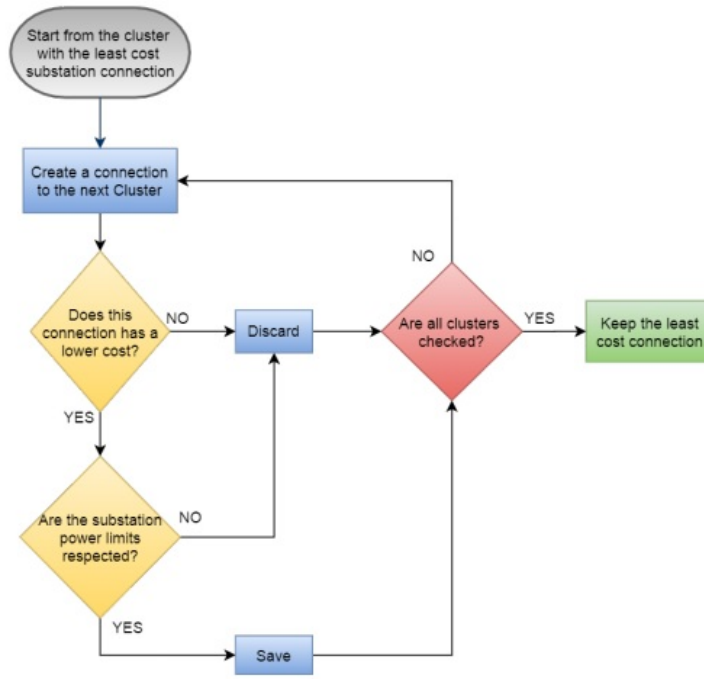 Start from the cluster
with the least cost
substation connection
Create a connection
to the next Cluster
NO
Does this
connection has a
lower cost?
NO
Discard
Are all clusters
checked?
YES
Keep the least
cost connection
YES
Are the substation
power limits
respected?
NO
YES
Save